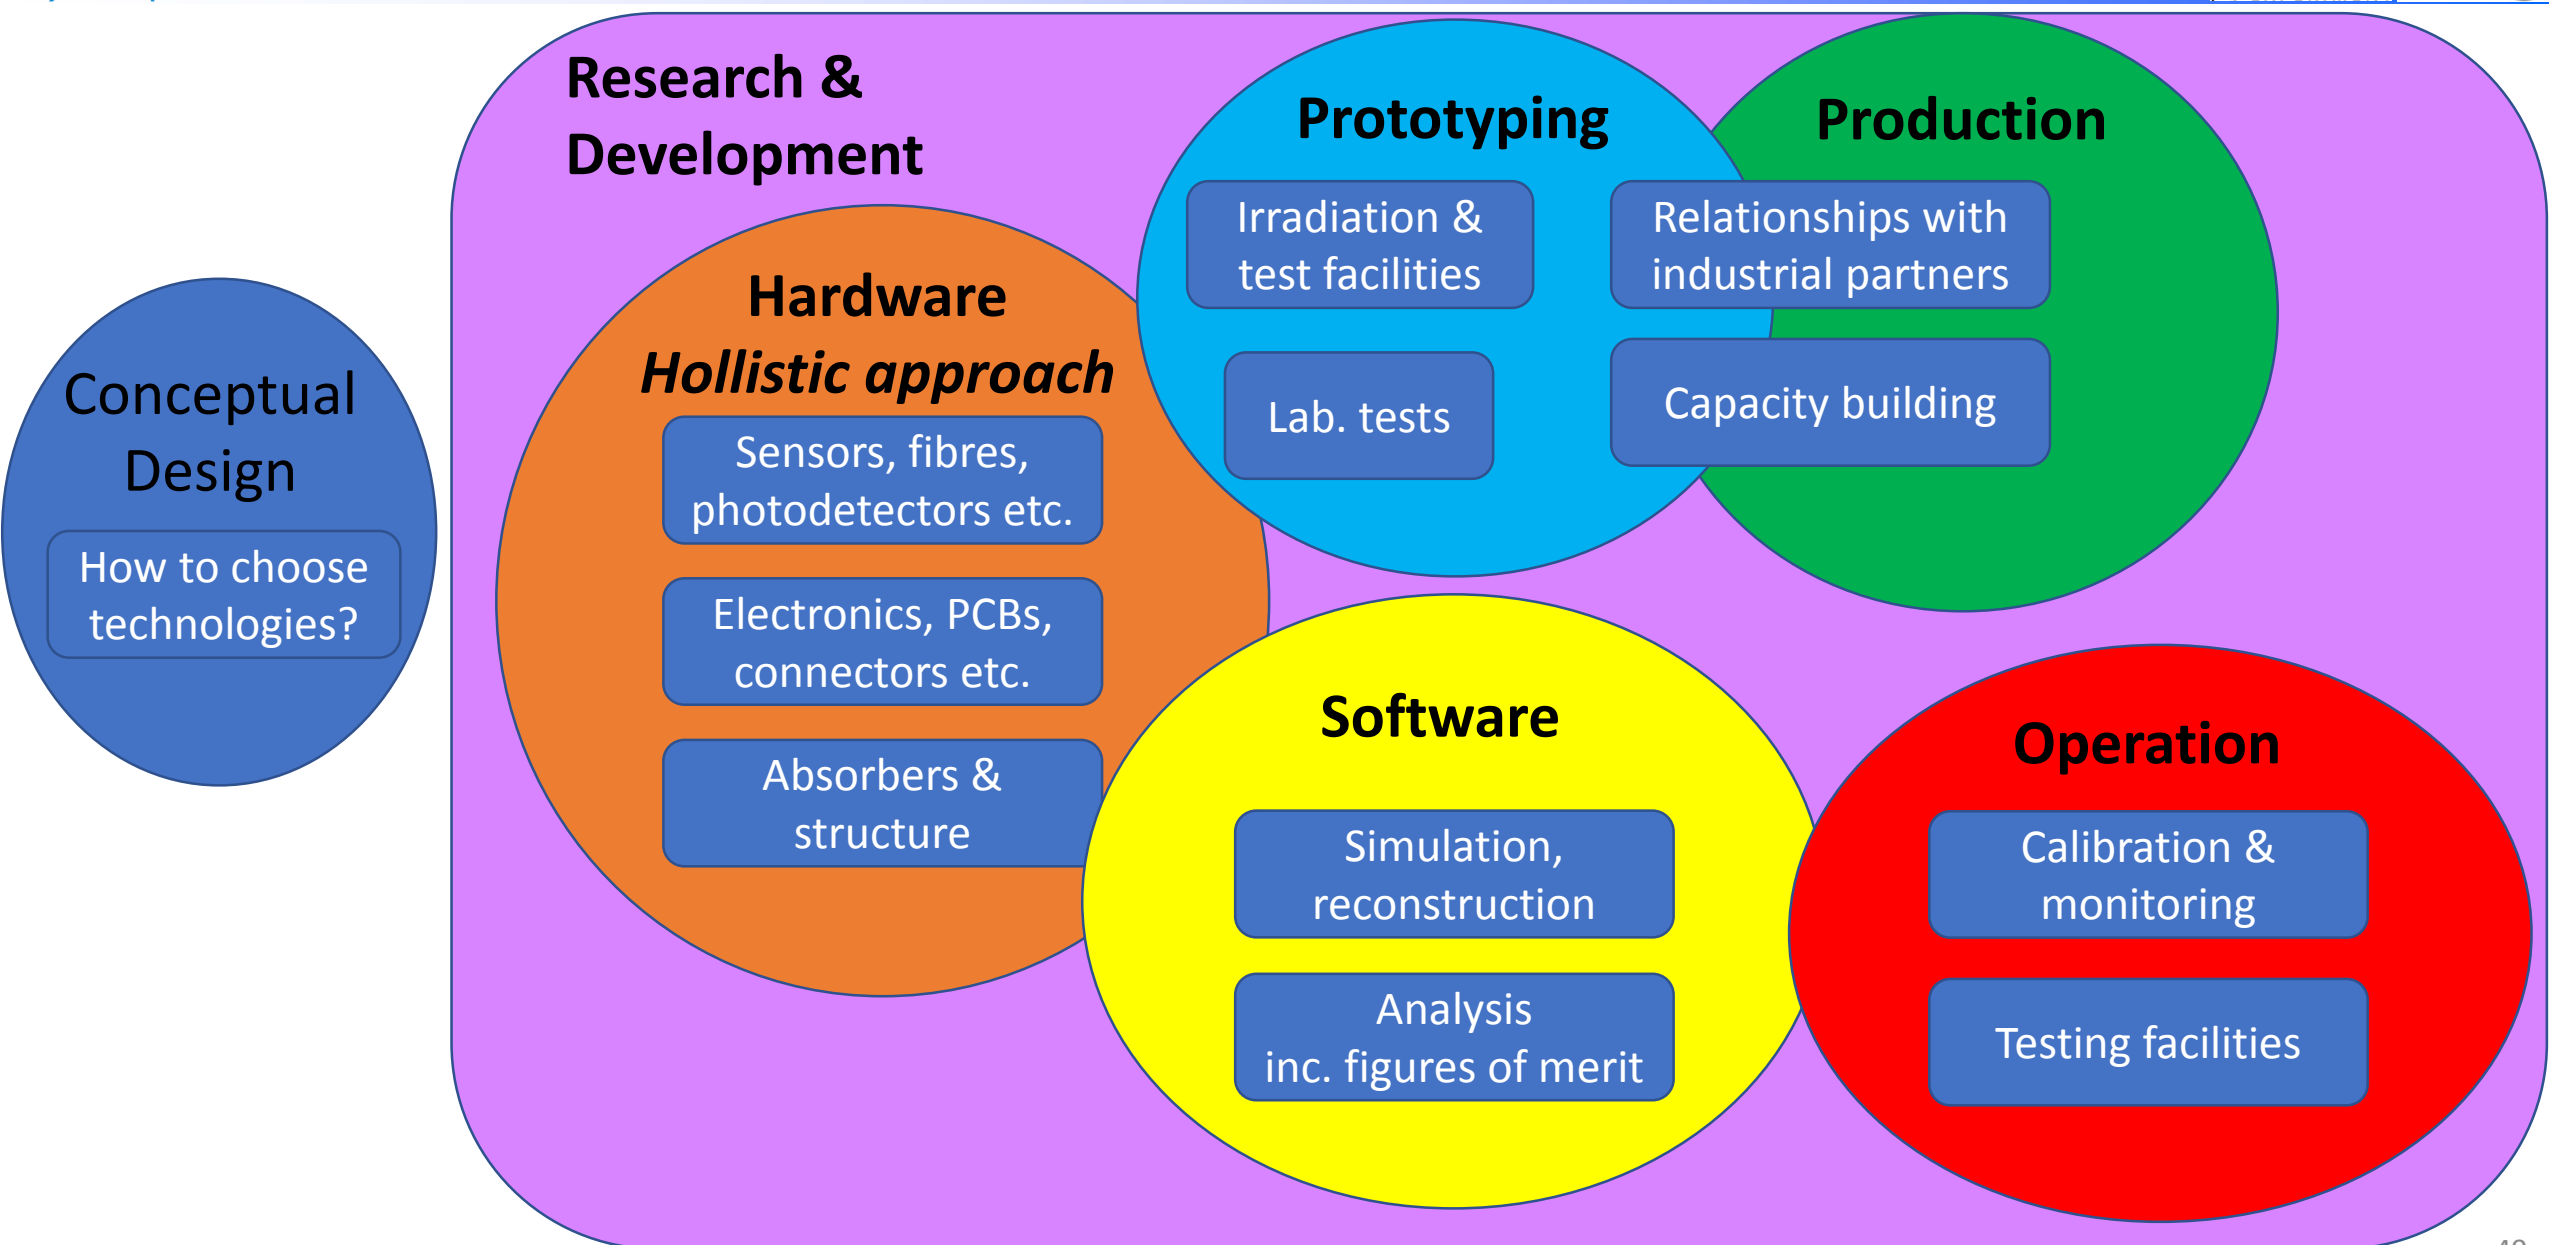 Research &
Development
Conceptual
Design
How to choose
technologies?
Hardware
Hollistic approach
Sensors, fibres,
photodetectors etc.
Electronics, PCBs,
connectors etc.
Absorbers &
structure
Prototyping
Irradiation &
test facilities
Lab. tests
Production
Relationships with
industrial partners
Capacity building
Software
Simulation,
reconstruction
Analysis
inc. figures of merit
Operation
Calibration &
monitoring
Testing facilities